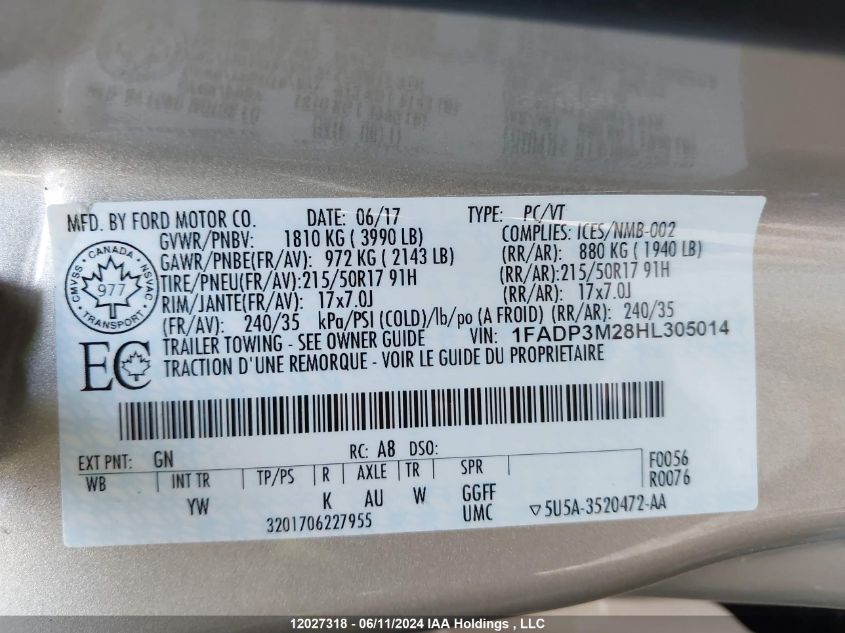 MFD. BY FORD MOTOR CO. DATE: 06/17 TYPE: PC/VT
GVWR/PNBV: 1810 KG ( 3990 LB) COMPLIES: ICES/NMB-002
GAWR/PNBE(FR/AV): 972 KG ( 2143 LB) (RR/AR): 880 KG ( 1940 LB)
TIRE/PNEU(FR/AV): 215/50R17 91H (RR/AR): 215/50R17 91H
RIM/JANTE(FR/AV): 17x7.0J (RR/AR): 17x7.0J
(FR/AV): 240/35 kPa/PSI (COLD)/lb/po (A FROID) (RR/AR): 240/35
TRAILER TOWING - SEE OWNER GUIDE VIN: 1FADP3M28HL305014
TRACTION D'UNE REMORQUE - VOIR LE GUIDE DU PROPRIETAIRE
CMVSS CANADA NSVAC
977
TRANSPORT
EC
EXT PNT: GN RC: A8 DSO:
WB INT TR TP/PS R AXLE TR SPR F0056
R0076
YW K AU W GGFF
UMC
3201706227955 ▽5U5A-3520472-AA
12027318 - 06/11/2024 IAA Holdings , LLC